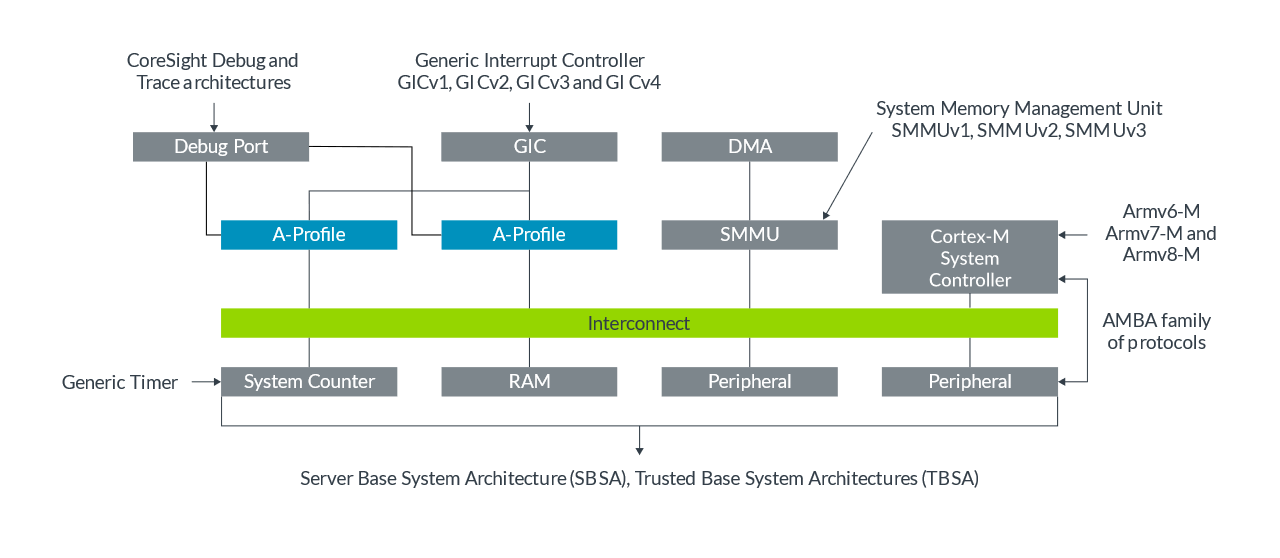 CoreSight Debug and
Trace architectures
Generic Interrupt Controller
GICv1, GICv2, GICv3 and GICv4
System Memory Management Unit
SMMUv1, SMMUv2, SMMUv3
Debug Port
GIC
DMA
A-Profile
A-Profile
SMMU
Cortex-M
System
Controller
Armv6-M
Armv7-M and
Armv8-M
Interconnect
AMBA family
of protocols
Generic Timer
System Counter
RAM
Peripheral
Peripheral
Server Base System Architecture (SBSA), Trusted Base System Architectures (TBSA)